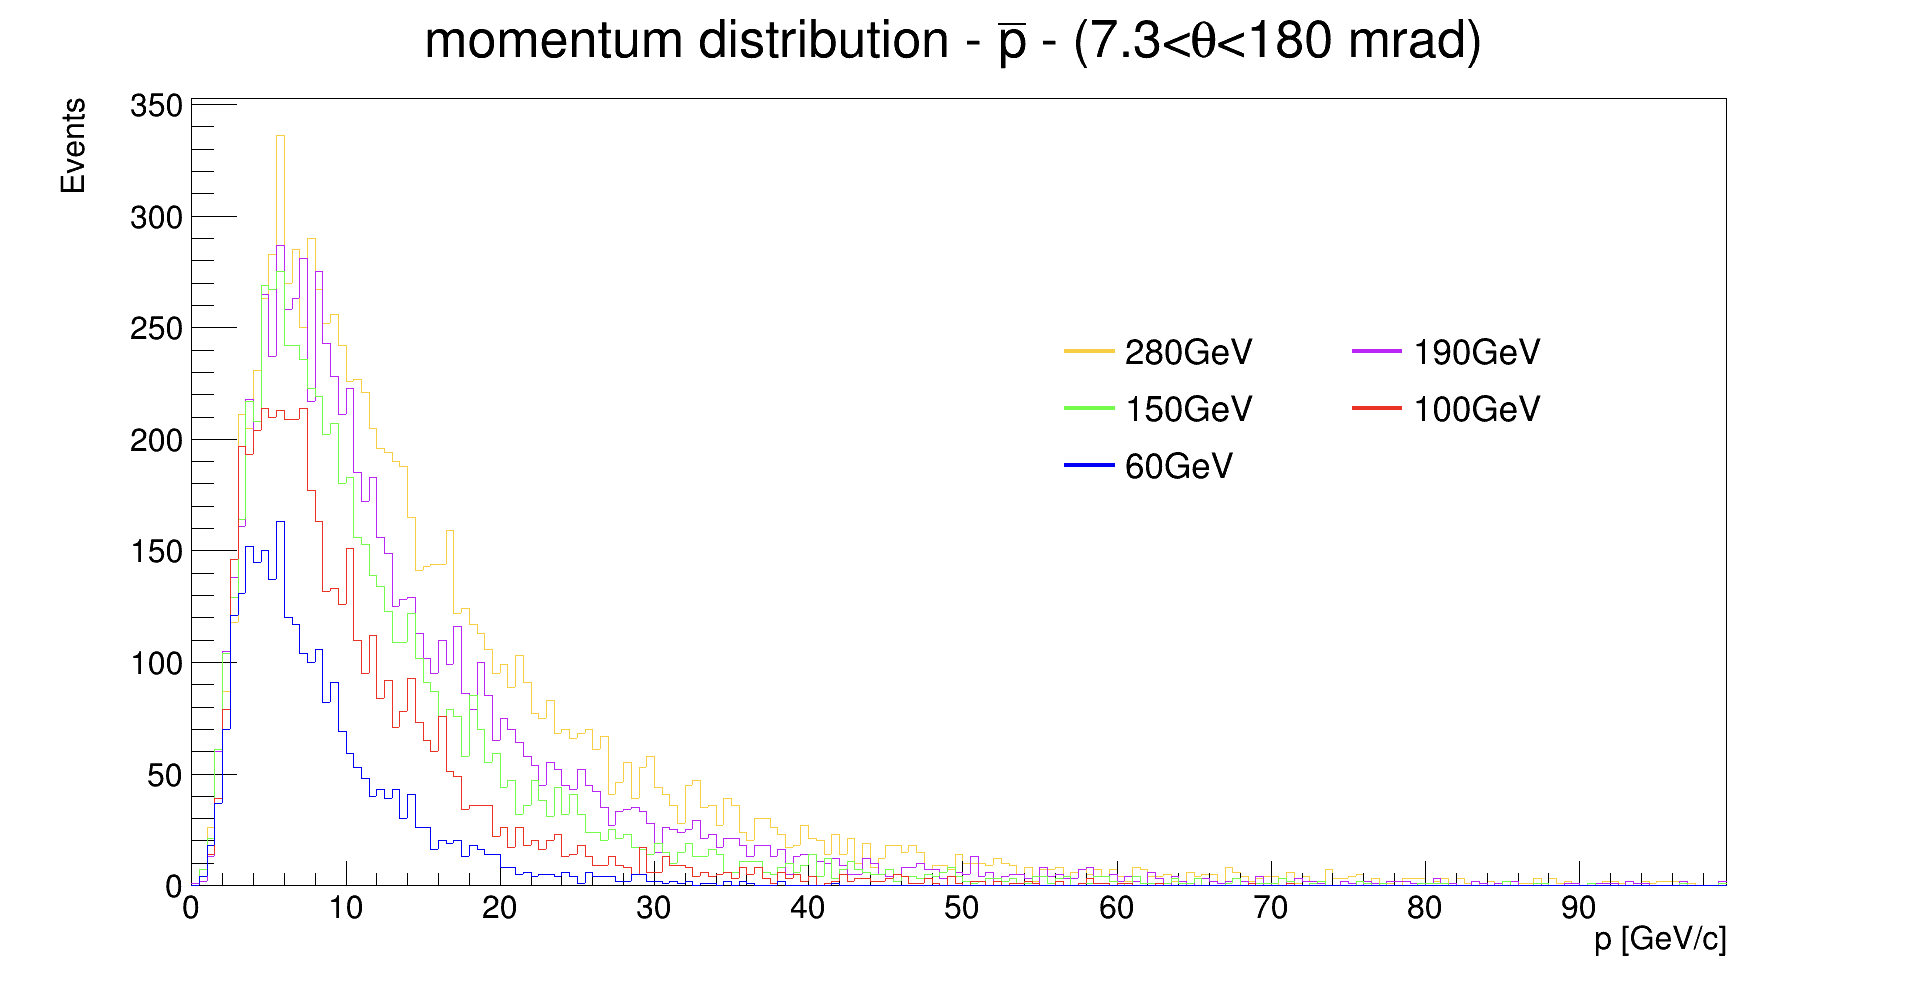 momentum distribution - p̅ - (7.3<θ<180 mrad)
Events
350
300
250
200
150
100
50
0
280GeV 190GeV
150GeV 100GeV
60GeV
0 10 20 30 40 50 60 70 80 90
p [GeV/c]